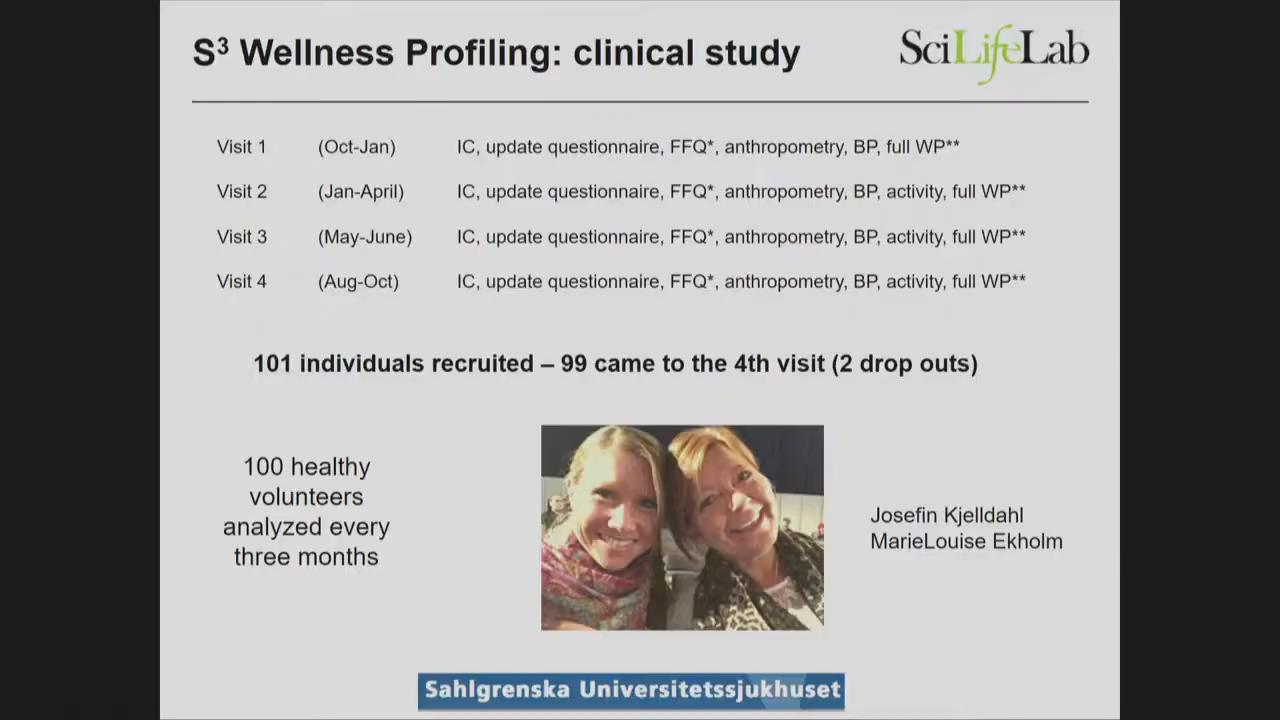 S³ Wellness Profiling: clinical study
SciLifeLab
Visit 1 (Oct-Jan) IC, update questionnaire, FFQ*, anthropometry, BP, full WP**
Visit 2 (Jan-April) IC, update questionnaire, FFQ*, anthropometry, BP, activity, full WP**
Visit 3 (May-June) IC, update questionnaire, FFQ*, anthropometry, BP, activity, full WP**
Visit 4 (Aug-Oct) IC, update questionnaire, FFQ*, anthropometry, BP, activity, full WP**
101 individuals recruited – 99 came to the 4th visit (2 drop outs)
100 healthy
volunteers
analyzed every
three months
Josefin Kjelldahl
MarieLouise Ekholm
Sahlgrenska Universitetssjukhuset